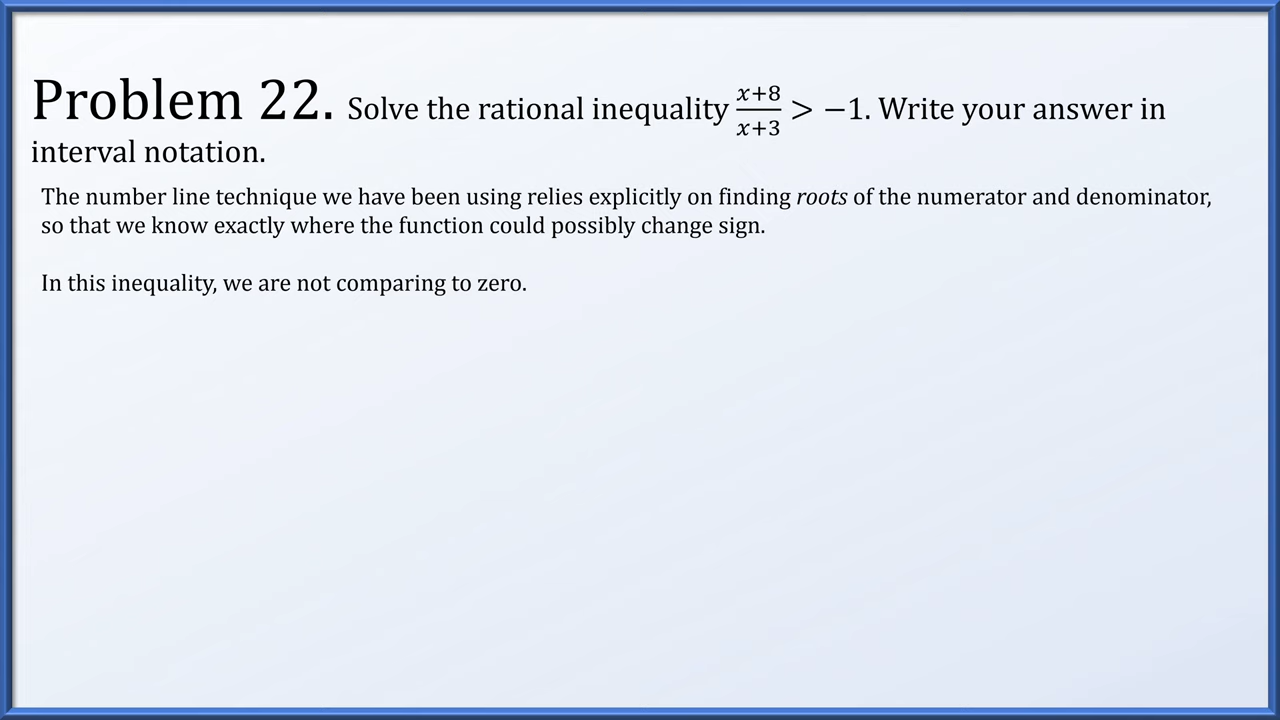 Problem 22. Solve the rational inequality \frac{x+8}{x+3} > −1. Write your answer in
interval notation.
The number line technique we have been using relies explicitly on finding roots of the numerator and denominator,
so that we know exactly where the function could possibly change sign.
In this inequality, we are not comparing to zero.